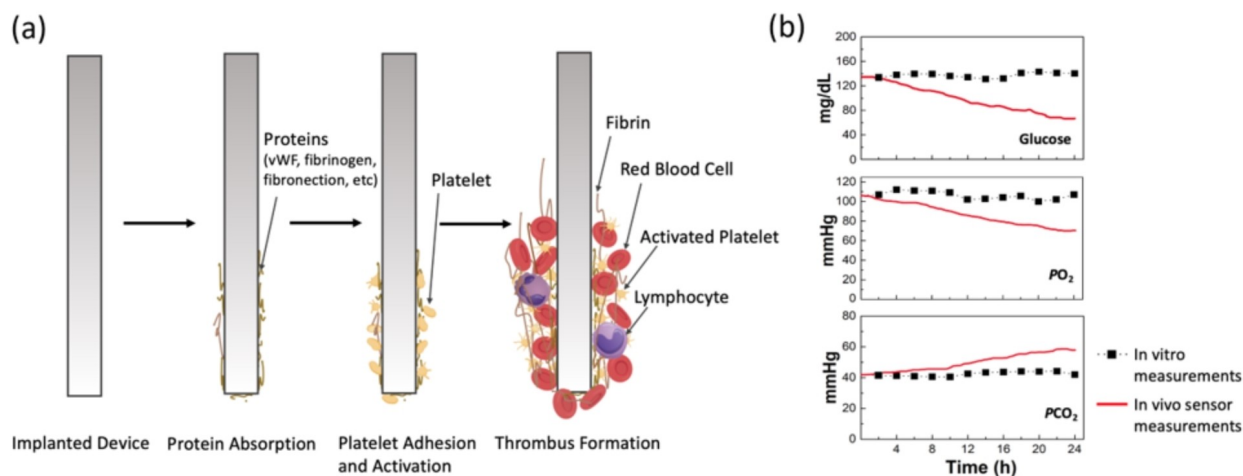 (a)
Proteins
(vWF, fibrinogen,
fibronection, etc)
Platelet
Fibrin
Red Blood Cell
Activated Platelet
Lymphocyte
Implanted Device
Protein Absorption
Platelet Adhesion
and Activation
Thrombus Formation
(b)
200
160
120
80
40
0
mg/dL
Glucose
120
100
80
60
40
20
0
mmHg
PO2
80
60
40
20
0
mmHg
PCO2
0 4 8 12 16 20 24
Time (h)
In vitro
measurements
In vivo sensor
measurements